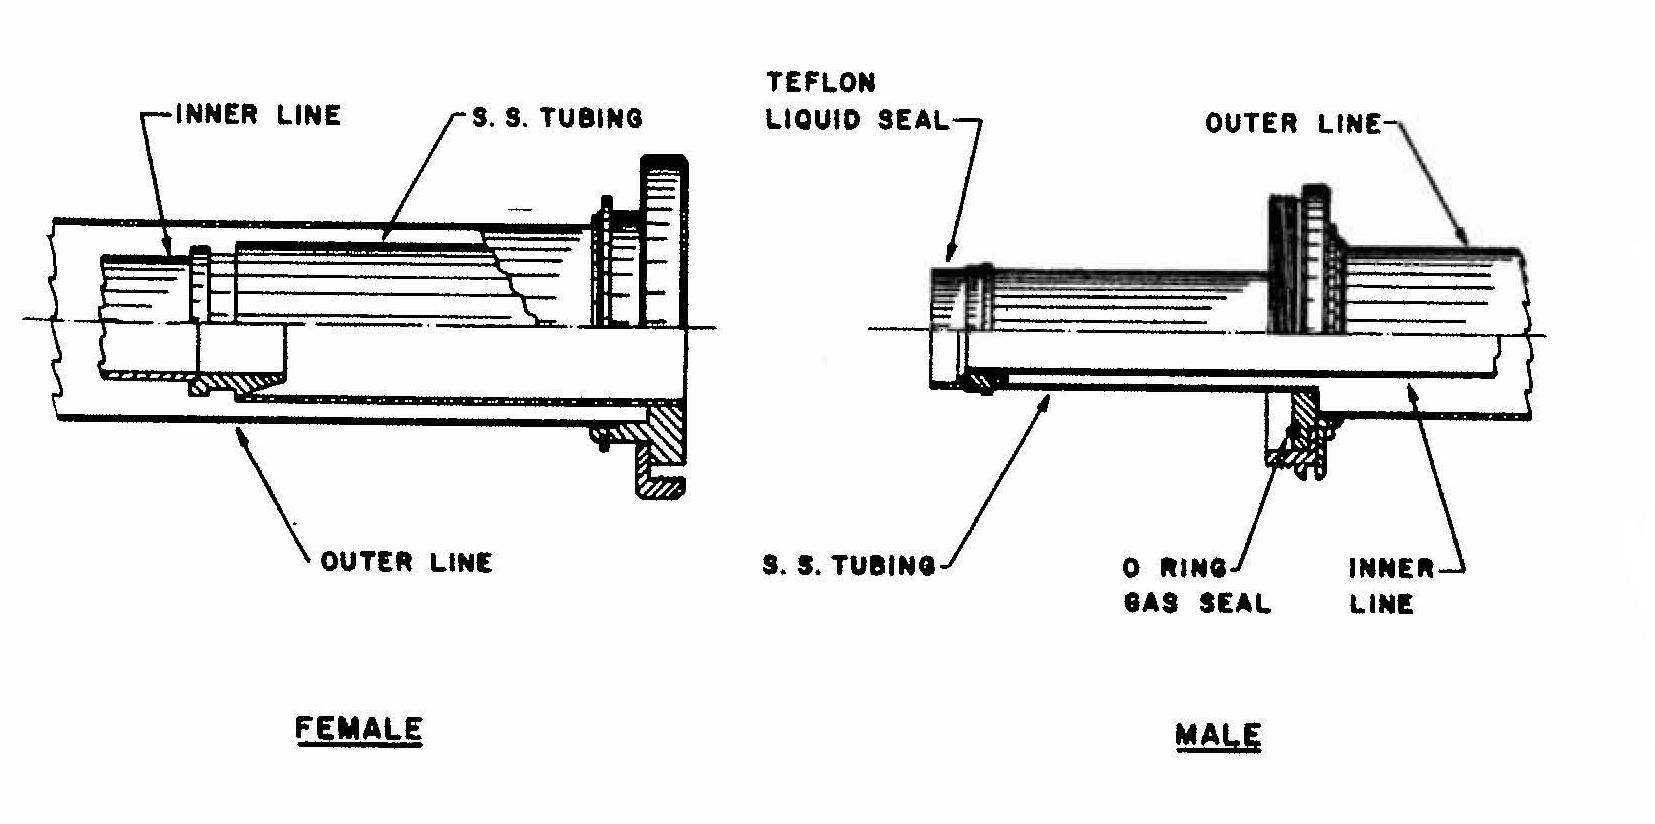 INNER LINE
S. S. TUBING
OUTER LINE
FEMALE
TEFLON
LIQUID SEAL
OUTER LINE
S. S. TUBING
O RING
GAS SEAL
INNER
LINE
MALE